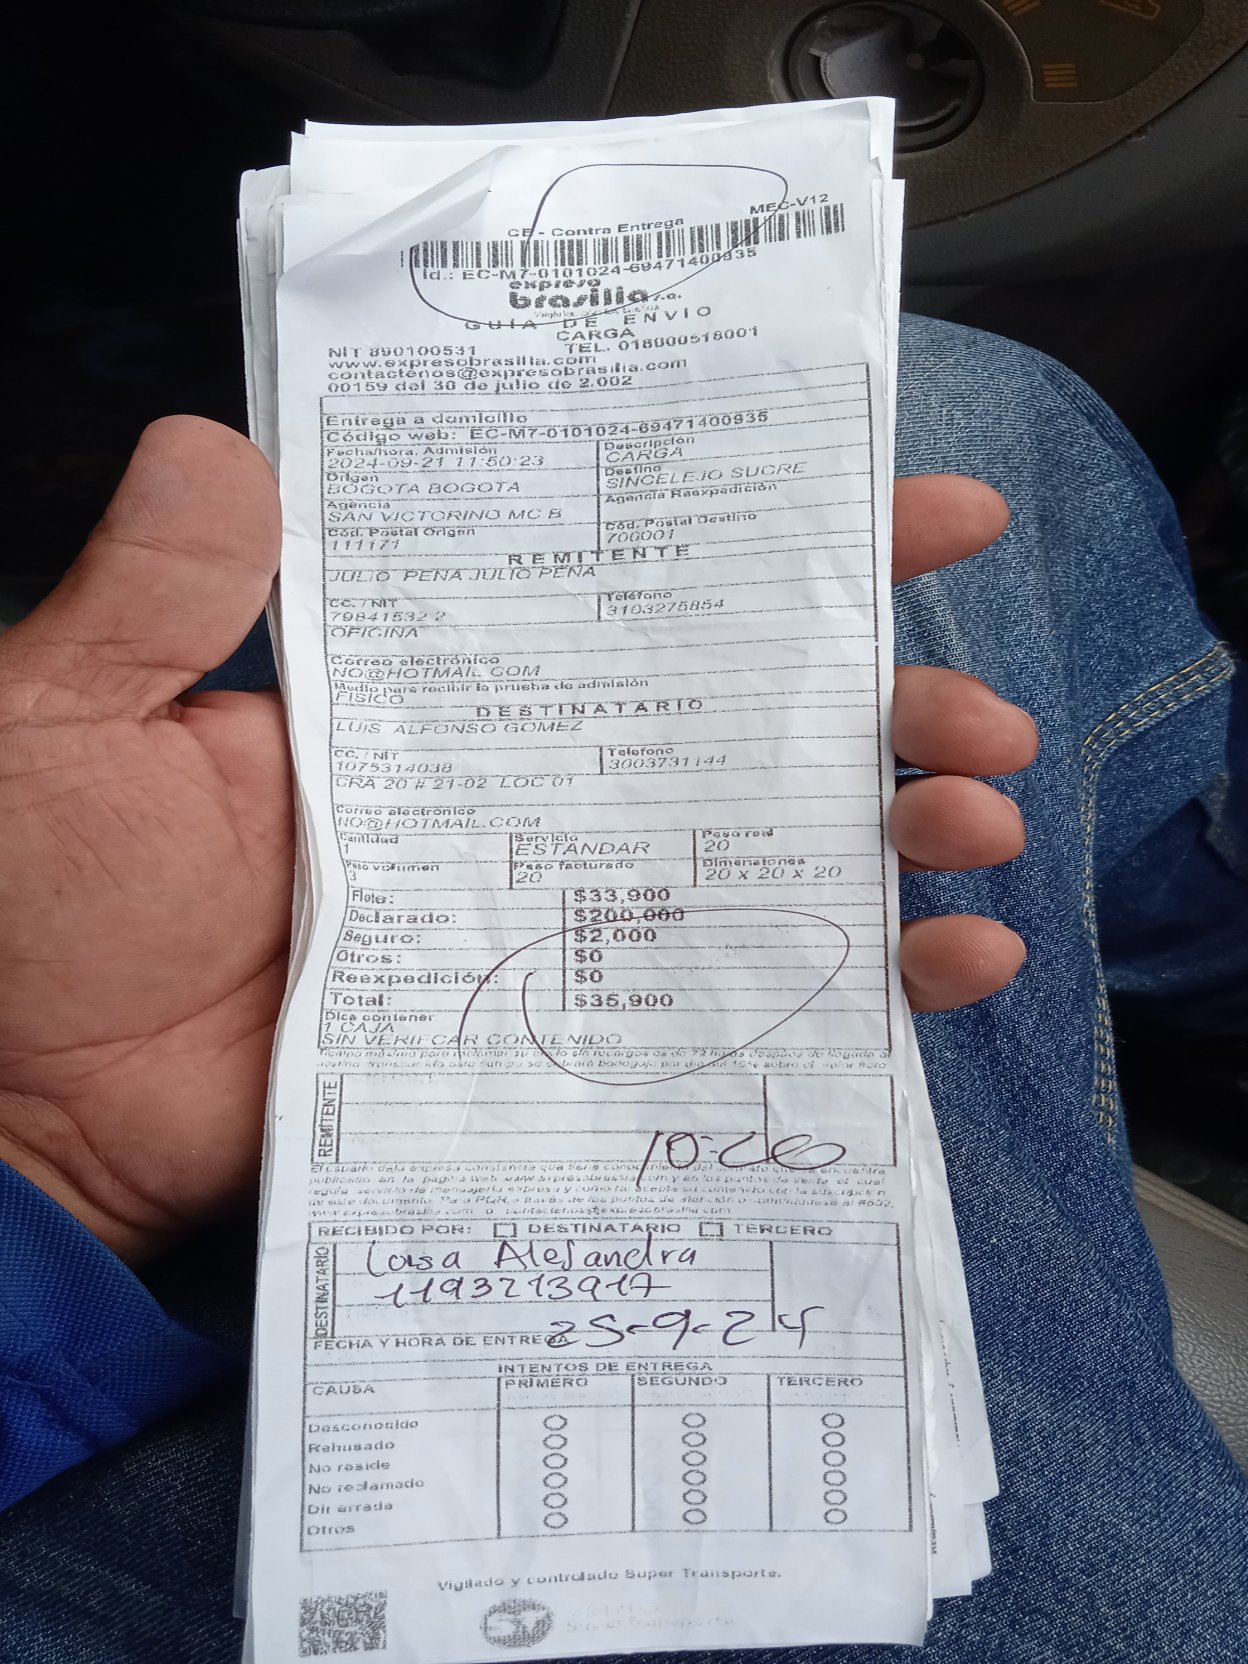 CE - Contra Entrega MEC-V12
Id.: EC-M7-0101024-69471400935
expreso
brasilia s.a.
GUÍA DE ENVÍO
CARGA
NIT 890100531 TEL. 018000518001
www.expresobrasilia.com
contactenos@expresobrasilia.com
00159 del 30 de julio de 2.002
Entrega a domicilio
Código web: EC-M7-0101024-69471400935
Fecha/hora. Admisión Descripción
2024-09-21 11:50:23 CARGA
Origen Destino
BOGOTA BOGOTA SINCELEJO SUCRE
Agencia Agencia Reexpedición
SAN VICTORINO MC B
Cód. Postal Origen Cód. Postal Destino
111171 700001
REMITENTE
JULIO PENA JULIO PENA
CC. / NIT Teléfono
79841532 2 3103275854
OFICINA
Correo electrónico
NO@HOTMAIL.COM
Medio para recibir la prueba de admisión
FISICO
DESTINATARIO
LUIS ALFONSO GOMEZ
CC. / NIT Telefono
1075314038 3003731144
CRA 20 # 21-02 LOC 01
Correo electrónico
NO@HOTMAIL.COM
Cantidad Servicio Peso real
1 ESTANDAR 20
Peso volumen Peso facturado Dimensiones
3 20 20 x 20 x 20
Flete: $33,900
Declarado: $200,000
Seguro: $2,000
Otros: $0
Reexpedición: $0
Total: $35,900
Dice contener
1 CAJA
SIN VERIFCAR CONTENIDO
REMITENTE
10:20
RECIBIDO POR: DESTINATARIO TERCERO
DESTINATARIO
Luisa Alejandra
1193213917
25-9-24
FECHA Y HORA DE ENTREGA
INTENTOS DE ENTREGA
CAUSA PRIMERO SEGUNDO TERCERO
Desconocido
Rehusado
No reside
No reclamado
Dir errada
Otros
Vigilado y controlado Super Transporte.